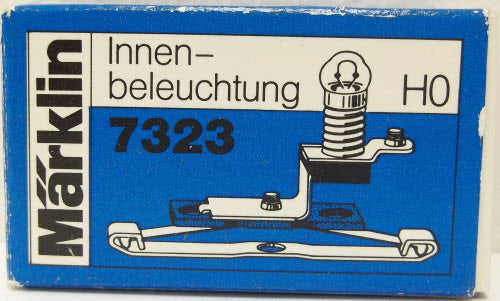 Märklin
Innen-
beleuchtung
H0
7323